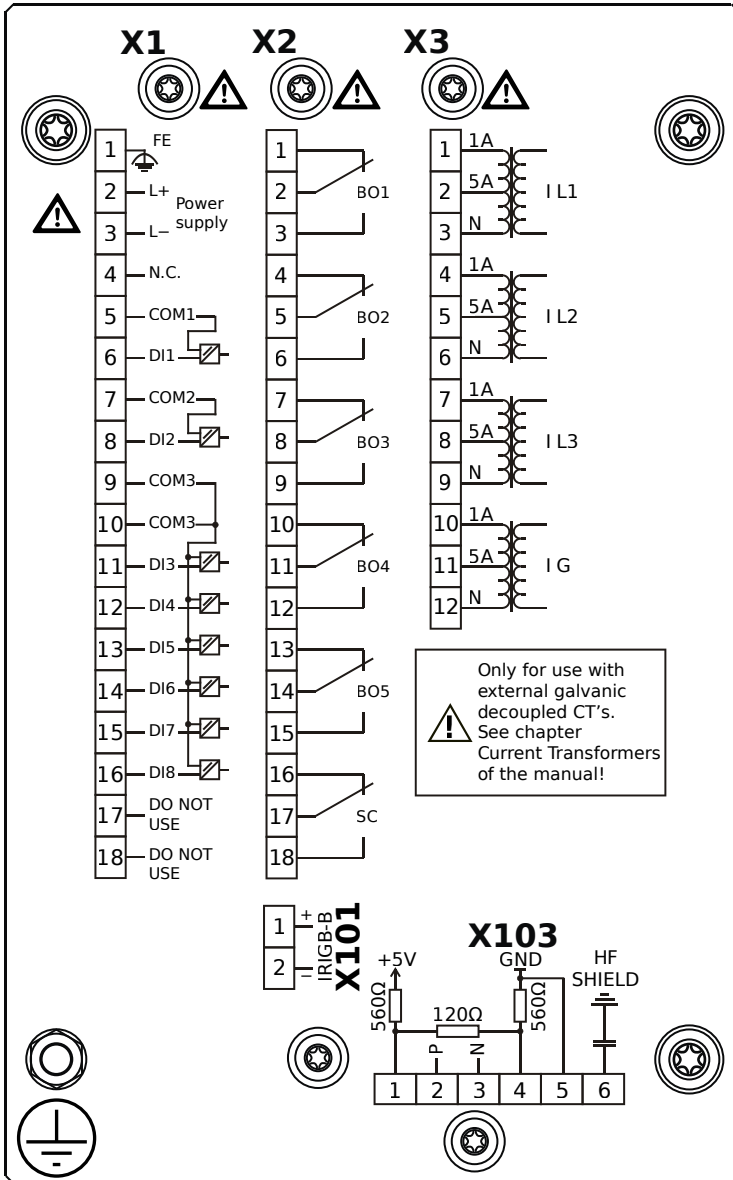 X1
X2
X3
1 FE
2 L+ Power
3 L− supply
4 N.C.
5 COM1
6 DI1
7 COM2
8 DI2
9 COM3
10 COM3
11 DI3
12 DI4
13 DI5
14 DI6
15 DI7
16 DI8
17 DO NOT
USE
18 DO NOT
USE
1
2 BO1
3
4
5 BO2
6
7
8 BO3
9
10
11 BO4
12
13
14 BO5
15
16
17 SC
18
1 1A
2 5A I L1
3 N
4 1A
5 5A I L2
6 N
7 1A
8 5A I L3
9 N
10 1A
11 5A I G
12 N
Only for use with
external galvanic
decoupled CT's.
See chapter
Current Transformers
of the manual!
1 +
2 −
IRIGB-B
X101
X103
+5V
GND
HF
SHIELD
560Ω
120Ω
560Ω
P
N
1 2 3 4 5 6